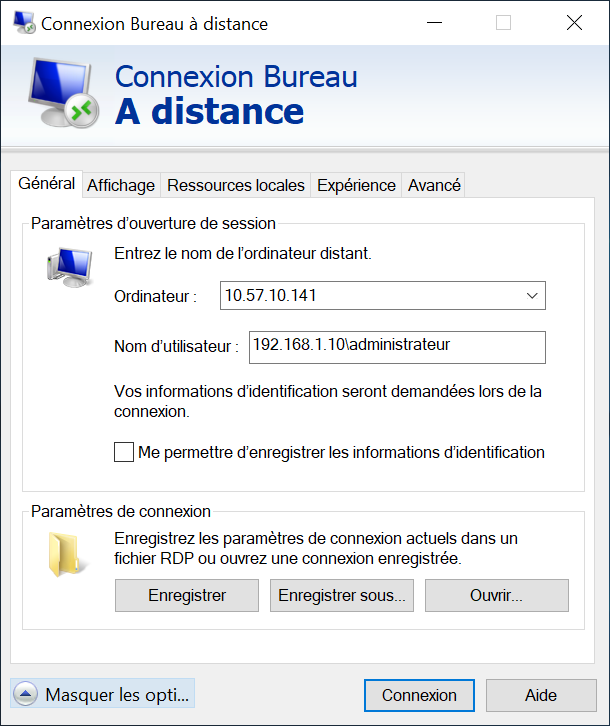 Connexion Bureau à distance
Connexion Bureau
A distance
Général Affichage Ressources locales Expérience Avancé
Paramètres d’ouverture de session
Entrez le nom de l’ordinateur distant.
Ordinateur : 10.57.10.141
Nom d’utilisateur : 192.168.1.10\administrateur
Vos informations d’identification seront demandées lors de la
connexion.
Me permettre d’enregistrer les informations d’identification
Paramètres de connexion
Enregistrez les paramètres de connexion actuels dans un
fichier RDP ou ouvrez une connexion enregistrée.
Enregistrer Enregistrer sous... Ouvrir...
Masquer les opti... Connexion Aide